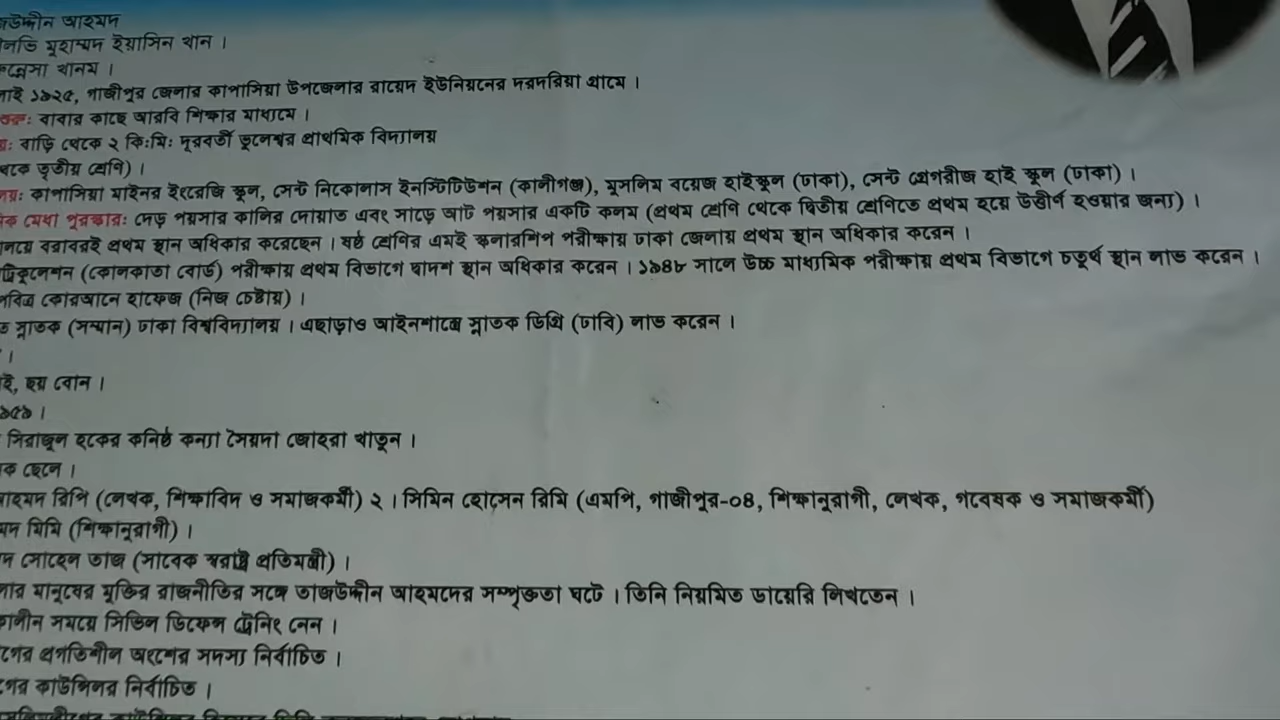 জউদ্দীন আহমদ
লভি মুহাম্মদ ইয়াসিন খান।
ন্নেসা খানম।
লাই ১৯২৫, গাজীপুর জেলার কাপাসিয়া উপজেলার রায়েদ ইউনিয়নের দরদরিয়া গ্রামে।
শুরু: বাবার কাছে আরবি শিক্ষার মাধ্যমে।
য়: বাড়ি থেকে ২ কি:মি: দূরবর্তী ভুলেশ্বর প্রাথমিক বিদ্যালয়
থেকে তৃতীয় শ্রেণি)।
লয়: কাপাসিয়া মাইনর ইংরেজি স্কুল, সেন্ট নিকোলাস ইনস্টিটিউশন (কালীগঞ্জ), মুসলিম বয়েজ হাইস্কুল (ঢাকা), সেন্ট গ্রেগরীজ হাই স্কুল (ঢাকা)।
ক মেধা পুরস্কার: দেড় পয়সার কালির দোয়াত এবং সাড়ে আট পয়সার একটি কলম (প্রথম শ্রেণি থেকে দ্বিতীয় শ্রেণিতে প্রথম হয়ে উত্তীর্ণ হওয়ার জন্য)।
লয়ে বরাবরই প্রথম স্থান অধিকার করেছেন। ষষ্ঠ শ্রেণির এমই স্কলারশিপ পরীক্ষায় ঢাকা জেলায় প্রথম স্থান অধিকার করেন।
ট্রিকুলেশন (কোলকাতা বোর্ড) পরীক্ষায় প্রথম বিভাগে দ্বাদশ স্থান অধিকার করেন। ১৯৪৮ সালে উচ্চ মাধ্যমিক পরীক্ষায় প্রথম বিভাগে চতুর্থ স্থান লাভ করেন।
পবিত্র কোরআনে হাফেজ (নিজ চেষ্টায়)।
স্নাতক (সম্মান) ঢাকা বিশ্ববিদ্যালয়। এছাড়াও আইনশাস্ত্রে স্নাতক ডিগ্রি (ঢাবি) লাভ করেন।
।
ই, ছয় বোন।
৯৫৯।
সিরাজুল হকের কনিষ্ঠ কন্যা সৈয়দা জোহরা খাতুন।
ক ছেলে।
আহমদ রিপি (লেখক, শিক্ষাবিদ ও সমাজকর্মী) ২। সিমিন হোসেন রিমি (এমপি, গাজীপুর-০৪, শিক্ষানুরাগী, লেখক, গবেষক ও সমাজকর্মী)
মদ মিমি (শিক্ষানুরাগী)।
দ সোহেল তাজ (সাবেক স্বরাষ্ট্র প্রতিমন্ত্রী)।
লার মানুষের মুক্তির রাজনীতির সঙ্গে তাজউদ্দীন আহমদের সম্পৃক্ততা ঘটে। তিনি নিয়মিত ডায়েরি লিখতেন।
কালীন সময়ে সিভিল ডিফেন্স ট্রেনিং নেন।
গের প্রগতিশীল অংশের সদস্য নির্বাচিত।
গের কাউন্সিলর নির্বাচিত।